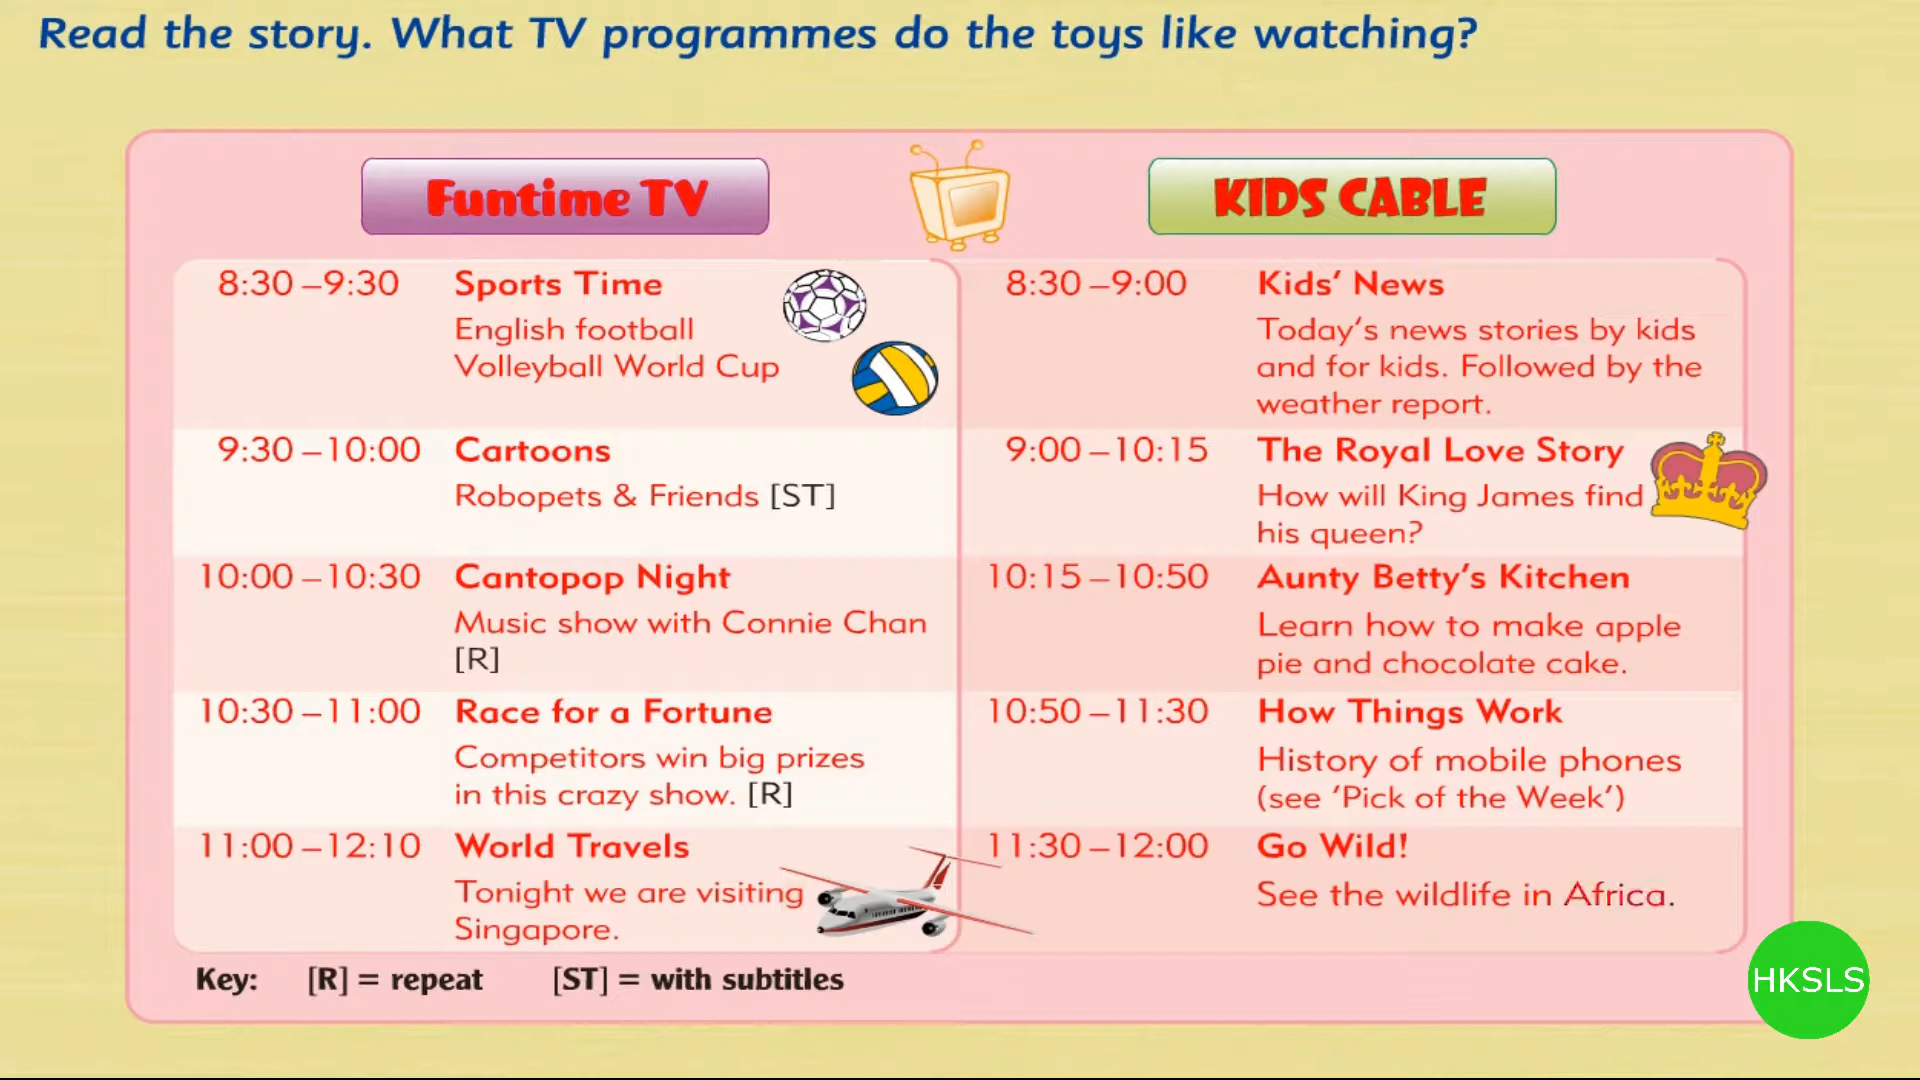 Read the story. What TV programmes do the toys like watching?
Funtime TV
8:30 –9:30 Sports Time
English football
Volleyball World Cup
9:30 –10:00 Cartoons
Robopets & Friends [ST]
10:00 –10:30 Cantopop Night
Music show with Connie Chan
[R]
10:30 –11:00 Race for a Fortune
Competitors win big prizes
in this crazy show. [R]
11:00 –12:10 World Travels
Tonight we are visiting
Singapore.
KIDS CABLE
8:30 –9:00 Kids’ News
Today’s news stories by kids
and for kids. Followed by the
weather report.
9:00 –10:15 The Royal Love Story
How will King James find
his queen?
10:15 –10:50 Aunty Betty’s Kitchen
Learn how to make apple
pie and chocolate cake.
10:50 –11:30 How Things Work
History of mobile phones
(see ‘Pick of the Week’)
11:30 –12:00 Go Wild!
See the wildlife in Africa.
Key: [R] = repeat [ST] = with subtitles
HKSLS